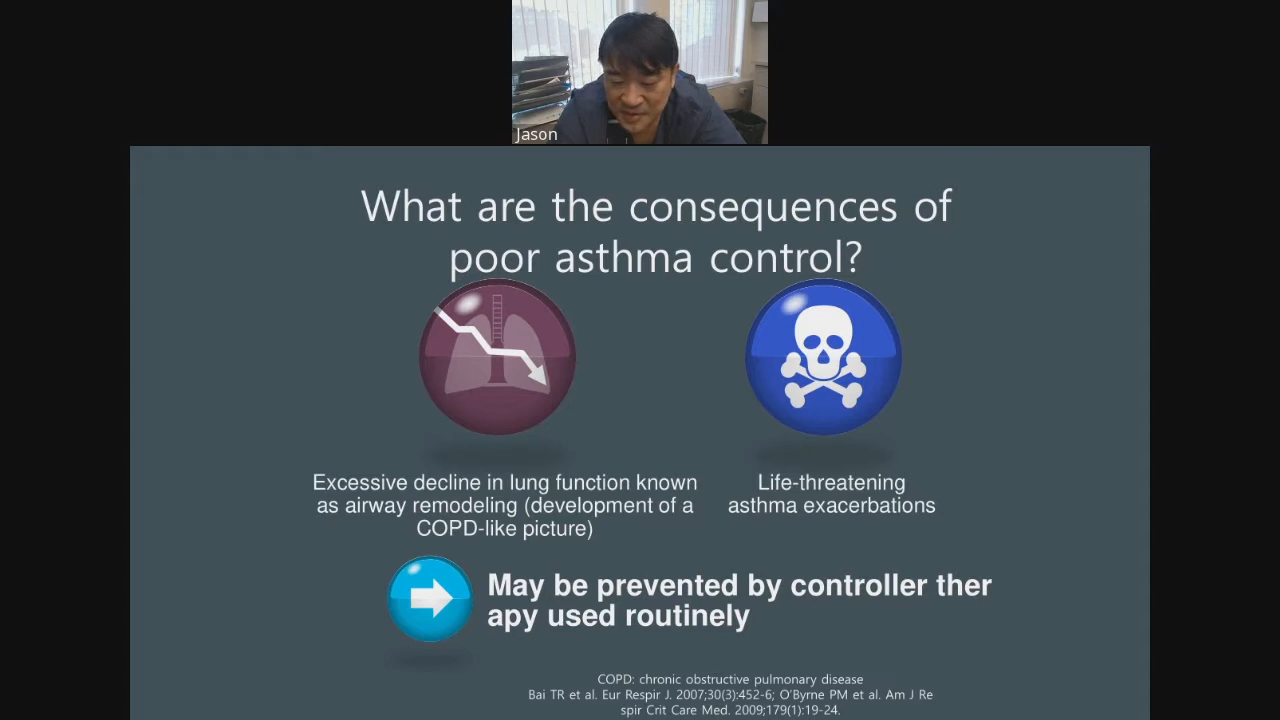 Jason
What are the consequences of
poor asthma control?
Excessive decline in lung function known
as airway remodeling (development of a
COPD-like picture)
Life-threatening
asthma exacerbations
May be prevented by controller ther
apy used routinely
COPD: chronic obstructive pulmonary disease
Bai TR et al. Eur Respir J. 2007;30(3):452-6; O'Byrne PM et al. Am J Re
spir Crit Care Med. 2009;179(1):19-24.